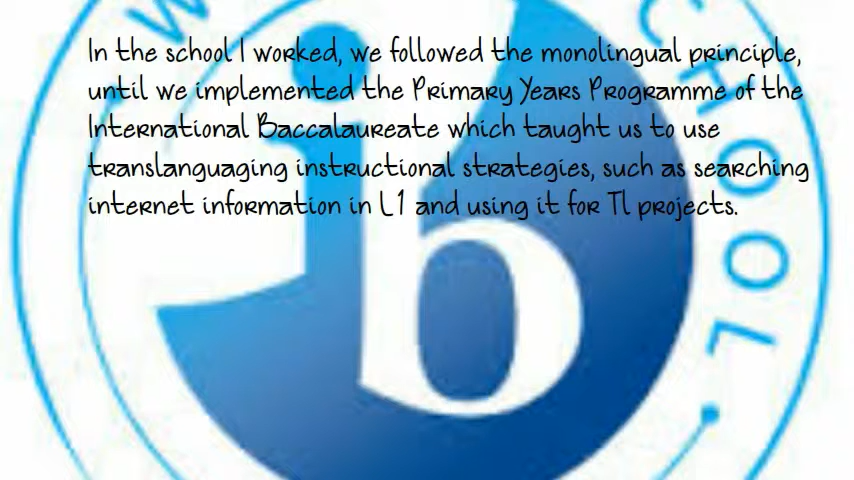 In the school I worked, we followed the monolingual principle,
until we implemented the Primary Years Programme of the
International Baccalaureate which taught us to use
translanguaging instructional strategies, such as searching
internet information in L1 and using it for Tl projects.
ib